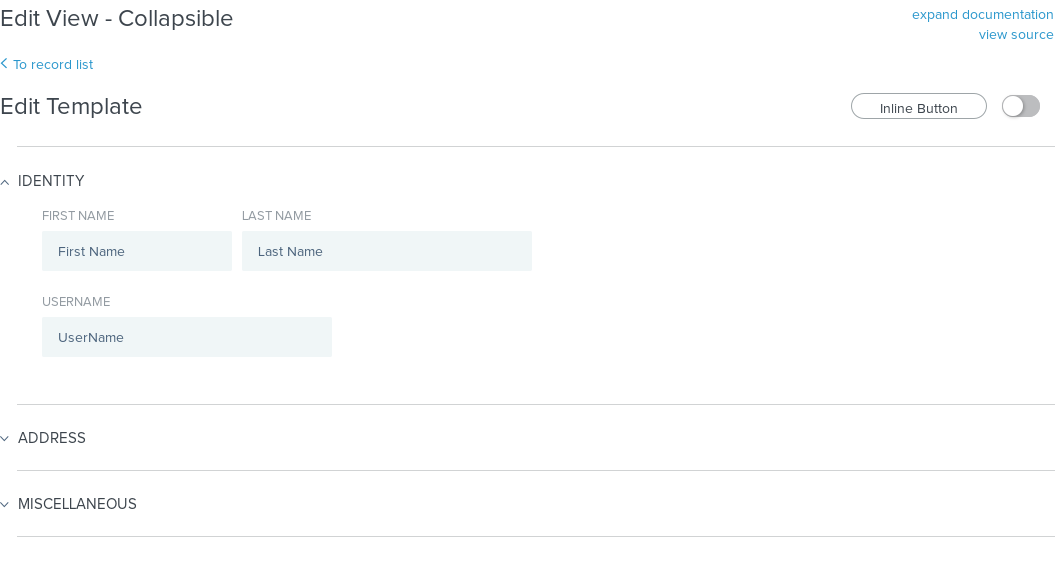 Edit View - Collapsible
expand documentation
view source
To record list
Edit Template
Inline Button
IDENTITY
FIRST NAME LAST NAME
First Name Last Name
USERNAME
UserName
ADDRESS
MISCELLANEOUS